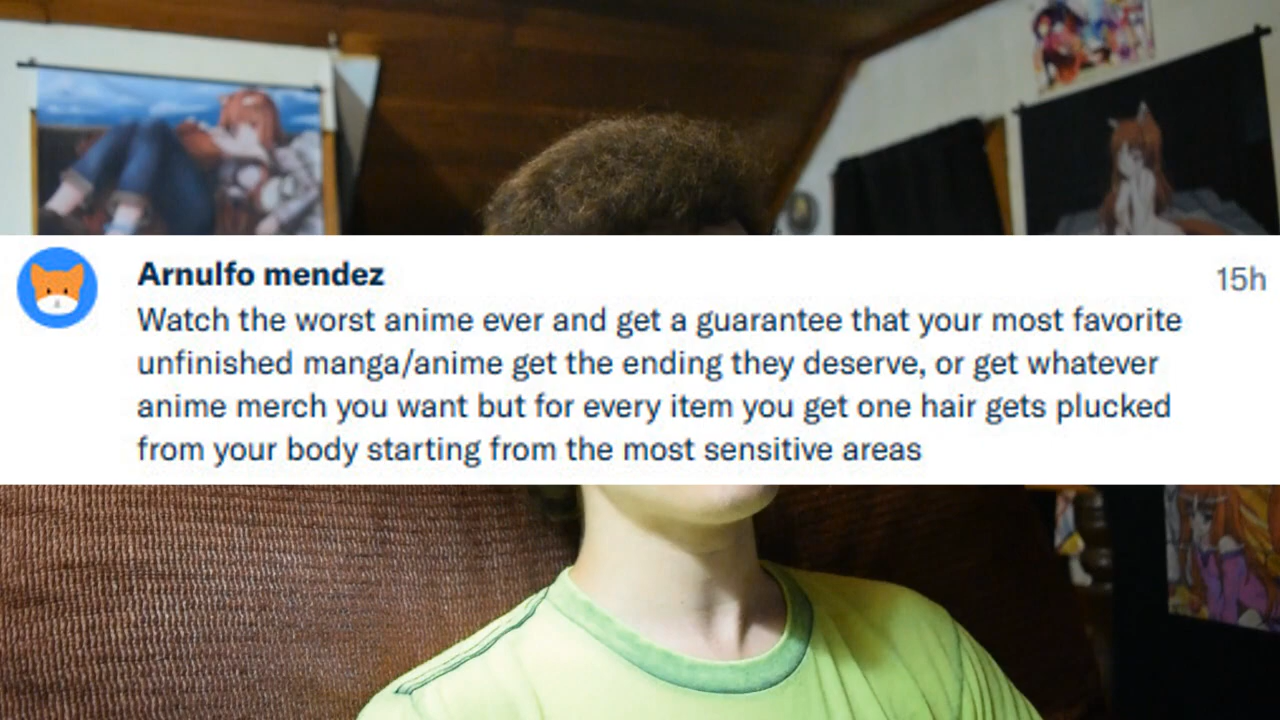 Arnulfo mendez
15h
Watch the worst anime ever and get a guarantee that your most favorite
unfinished manga/anime get the ending they deserve, or get whatever
anime merch you want but for every item you get one hair gets plucked
from your body starting from the most sensitive areas